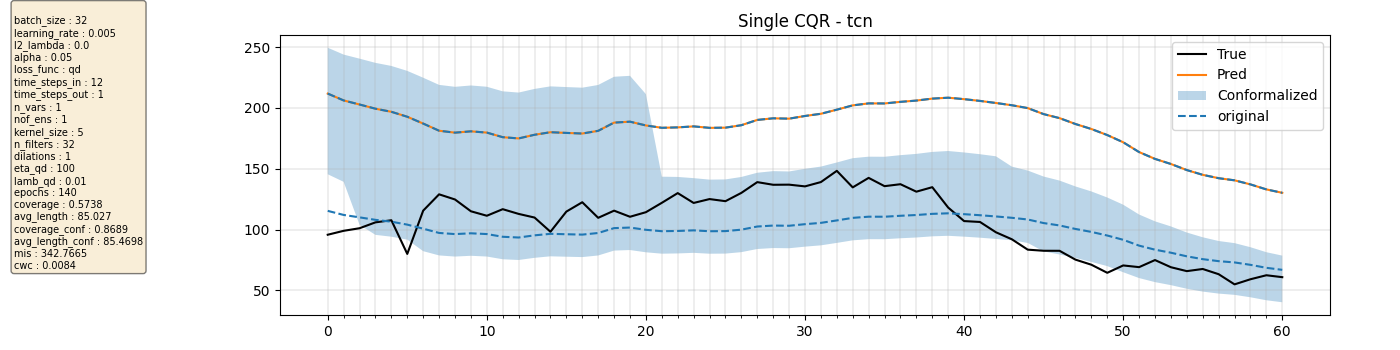 Single CQR - tcn
batch_size : 32
learning_rate : 0.005
l2_lambda : 0.0
alpha : 0.05
loss_func : qd
time_steps_in : 12
time_steps_out : 1
n_vars : 1
nof_ens : 1
kernel_size : 5
n_filters : 32
dilations : 1
eta_qd : 100
lamb_qd : 0.01
epochs : 140
coverage : 0.5738
avg_length : 85.027
coverage_conf : 0.8689
avg_length_conf : 85.4698
mis : 342.7665
cwc : 0.0084
250
200
150
100
50
0
10
20
30
40
50
60
True
Pred
Conformalized
original